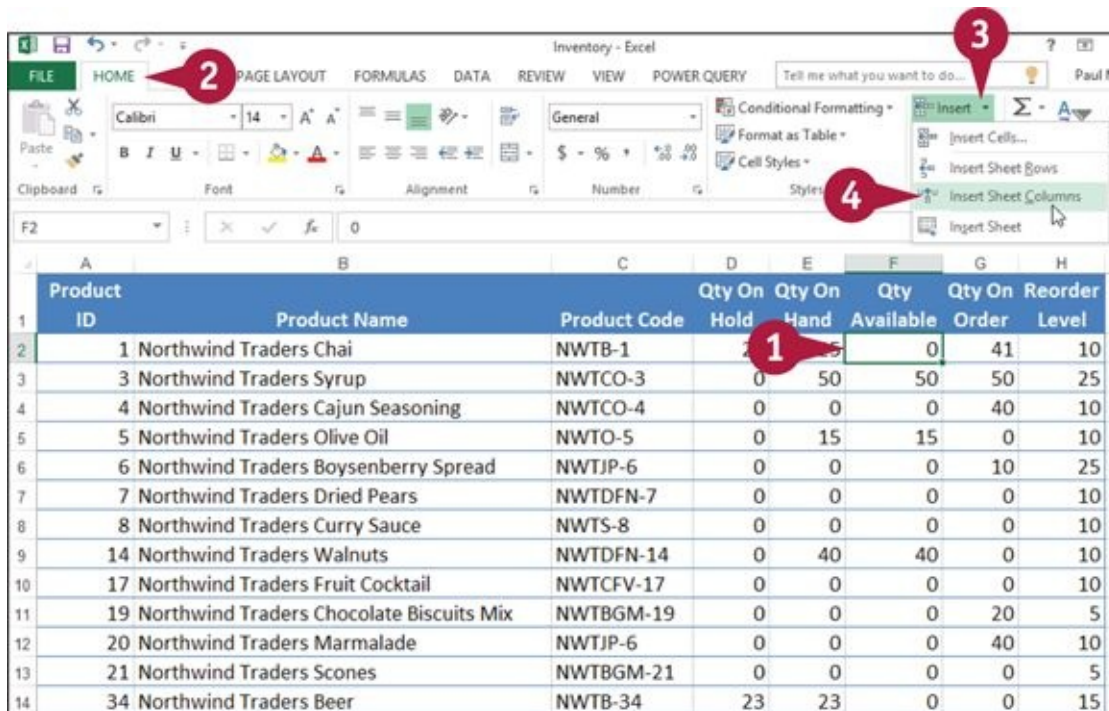 Inventory - Excel ?
3
FILE HOME PAGE LAYOUT FORMULAS DATA REVIEW VIEW POWER QUERY Tell me what you want to do... Paul
2
Calibri 14 A A General Conditional Formatting Insert Σ A
Paste B I U A $ % , Format as Table Insert Cells...
Cell Styles Insert Sheet Rows
Clipboard Font Alignment Number Styles Insert Sheet Columns
4
Insert Sheet
F2 fx 0
A B C D E F G H
Product Qty On Qty On Qty Qty On Reorder
1 ID Product Name Product Code Hold Hand Available Order Level
2 1 Northwind Traders Chai NWTB-1 1 0 41 10
3 3 Northwind Traders Syrup NWTCO-3 0 50 50 50 25
4 4 Northwind Traders Cajun Seasoning NWTCO-4 0 0 0 40 10
5 5 Northwind Traders Olive Oil NWTO-5 0 15 15 0 10
6 6 Northwind Traders Boysenberry Spread NWTJP-6 0 0 0 10 25
7 7 Northwind Traders Dried Pears NWTDFN-7 0 0 0 0 10
8 8 Northwind Traders Curry Sauce NWTS-8 0 0 0 0 10
9 14 Northwind Traders Walnuts NWTDFN-14 0 40 40 0 10
10 17 Northwind Traders Fruit Cocktail NWTCFV-17 0 0 0 0 10
11 19 Northwind Traders Chocolate Biscuits Mix NWTBGM-19 0 0 0 20 5
12 20 Northwind Traders Marmalade NWTJP-6 0 0 0 40 10
13 21 Northwind Traders Scones NWTBGM-21 0 0 0 0 5
14 34 Northwind Traders Beer NWTB-34 23 23 0 0 15